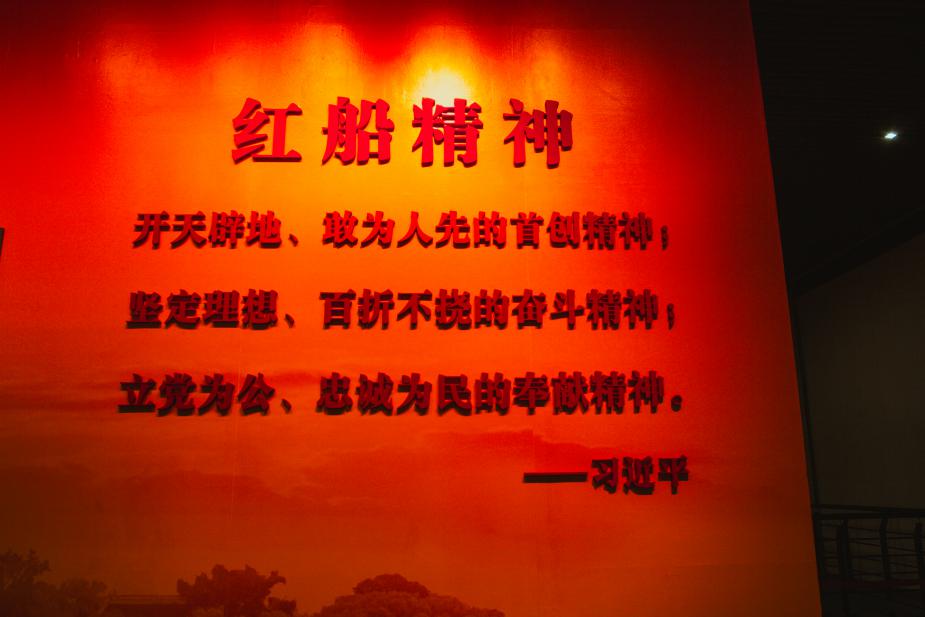 红船精神
开天辟地、敢为人先的首创精神；
坚定理想、百折不挠的奋斗精神；
立党为公、忠诚为民的奉献精神。
——习近平